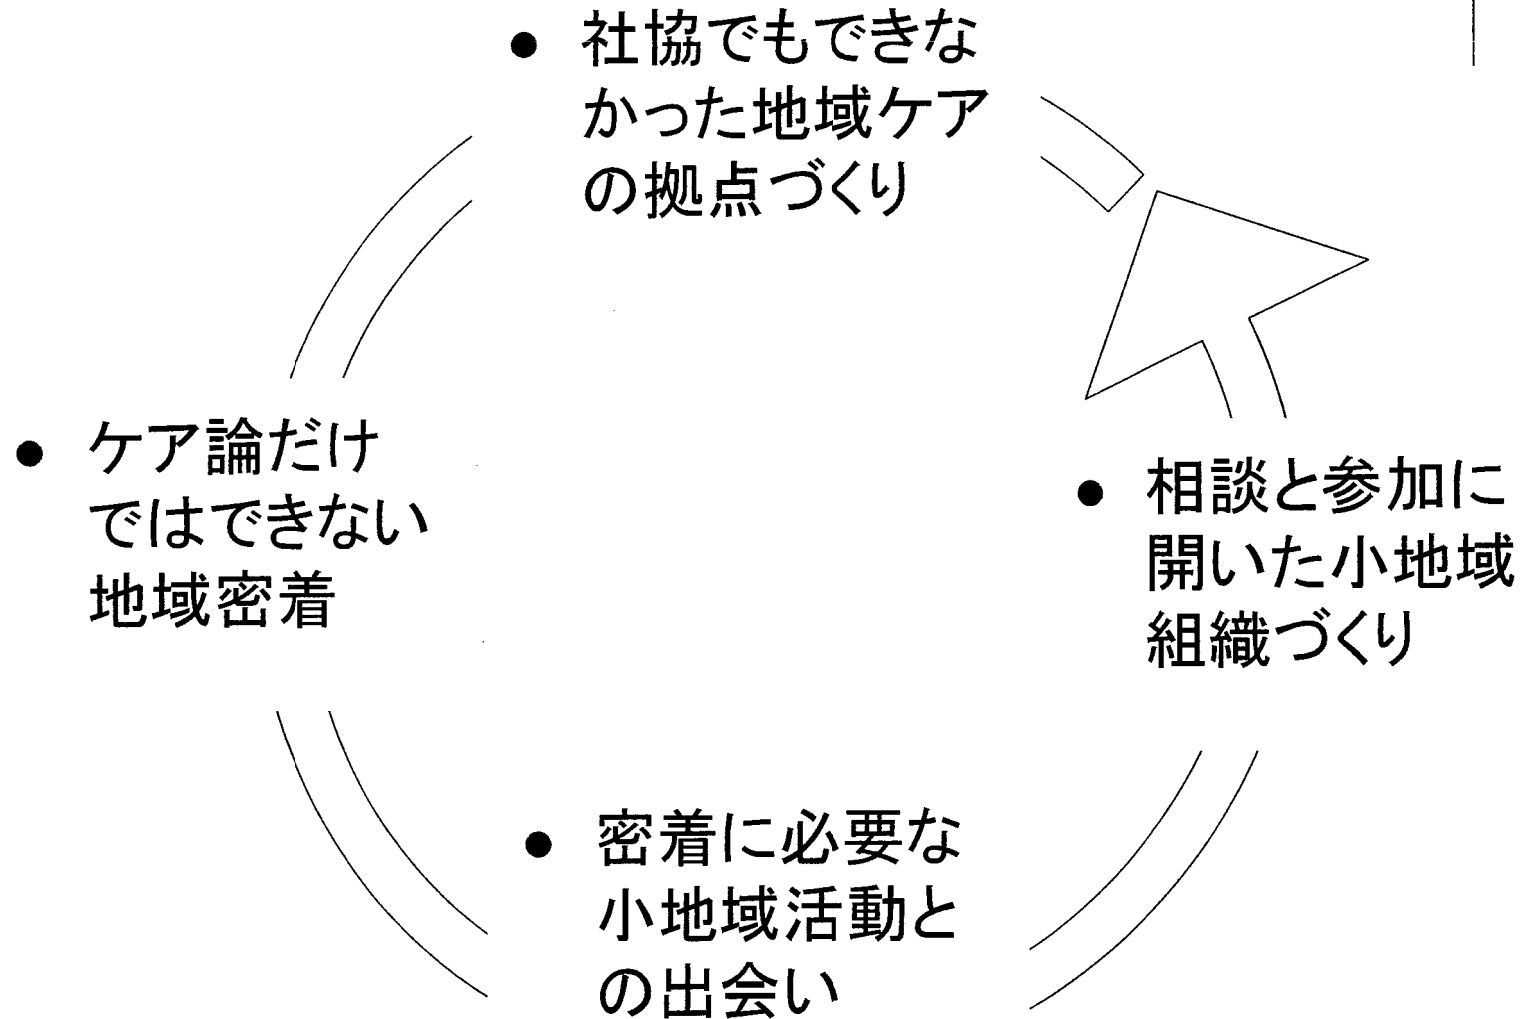 ● 社協でもできな
かった地域ケア
の拠点づくり
● ケア論だけ
ではできない
地域密着
● 相談と参加に
開いた小地域
組織づくり
● 密着に必要な
小地域活動と
の出会い